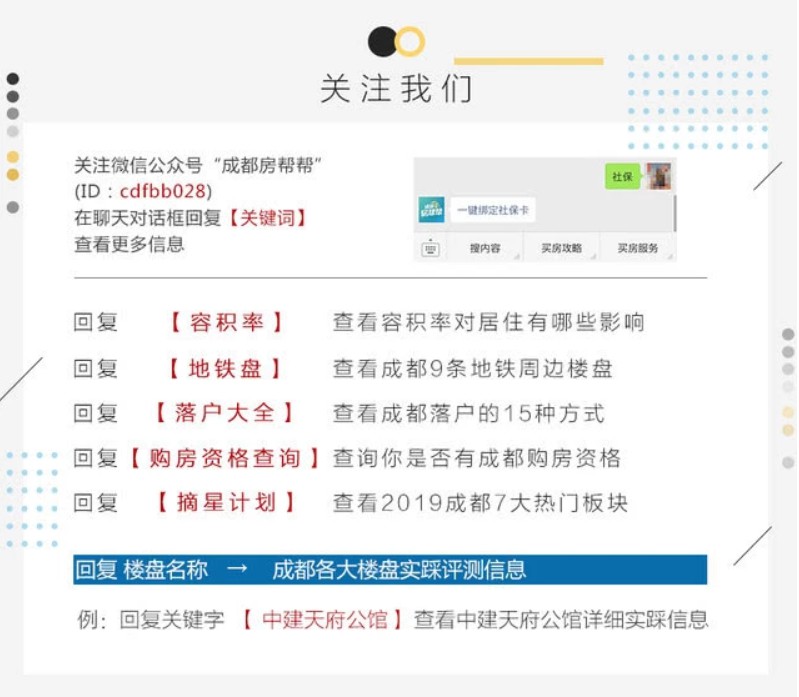 关注我们
关注微信公众号“成都房帮帮”
(ID：cdfbb028)
在聊天对话框回复【关键词】
查看更多信息
社保
一键绑定社保卡
搜内容 买房攻略 买房服务
回复 【容积率】 查看容积率对居住有哪些影响
回复 【地铁盘】 查看成都9条地铁周边楼盘
回复 【落户大全】 查看成都落户的15种方式
回复【购房资格查询】查询你是否有成都购房资格
回复 【摘星计划】 查看2019成都7大热门板块
回复 楼盘名称 → 成都各大楼盘实踩评测信息
例：回复关键字 【 中建天府公馆】查看中建天府公馆详细实踩信息